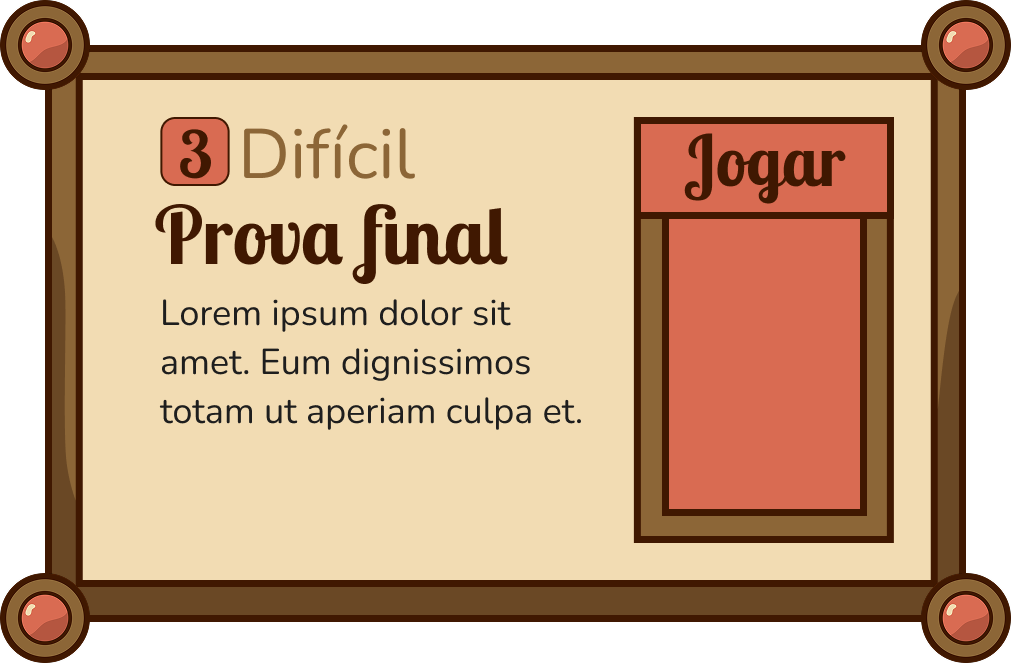 3 Difícil
Prova final
Lorem ipsum dolor sit
amet. Eum dignissimos
totam ut aperiam culpa et.
Jogar